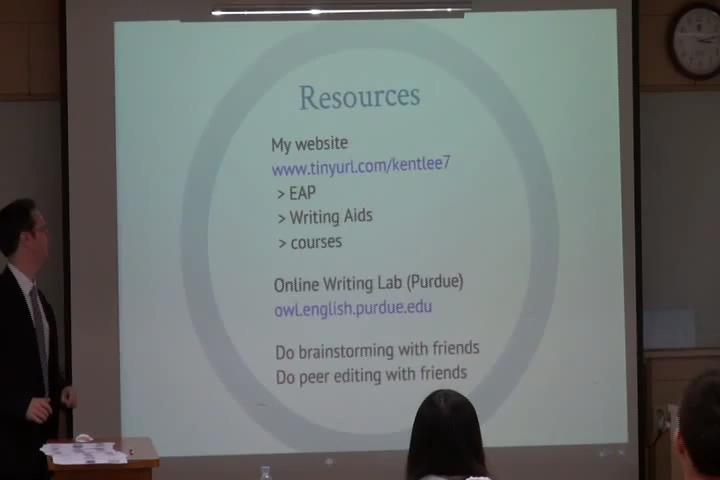 Resources
My website
www.tinyurl.com/kentlee7
> EAP
> Writing Aids
> courses
Online Writing Lab (Purdue)
owl.english.purdue.edu
Do brainstorming with friends
Do peer editing with friends